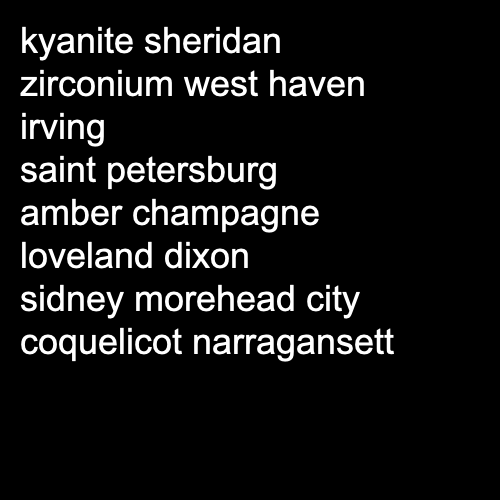 kyanite sheridan
zirconium west haven
irving
saint petersburg
amber champagne
loveland dixon
sidney morehead city
coquelicot narragansett